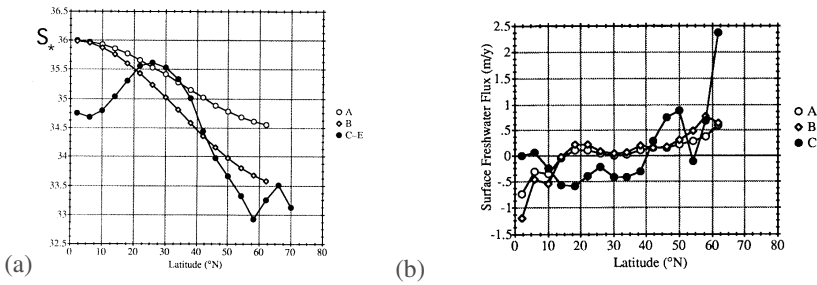 36.5
S*
36.
35.5
35.
34.5
34.
33.5
33.
32.5
0 10 20 30 40 50 60 70 80
Latitude (°N)
A
B
C–E
(a)
2.5
2
1.5
1
.5
0
-.5
-1
-1.5
Surface Freshwater Flux (m/y)
0 10 20 30 40 50 60 70 80
Latitude (°N)
A
B
C
(b)